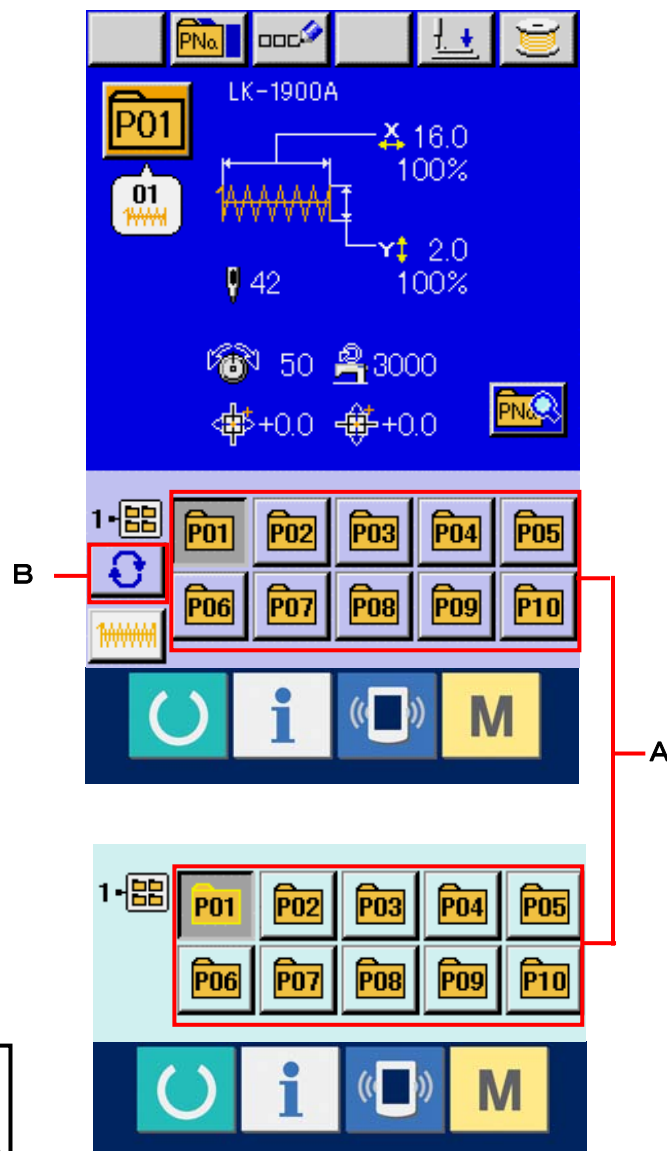 PNo.
LK-1900A
P01
X 16.0
100%
01
Y 2.0
42 100%
50 3000
+0.0 +0.0
PNo.
1
P01 P02 P03 P04 P05
B
P06 P07 P08 P09 P10
i M
A
1
P01 P02 P03 P04 P05
P06 P07 P08 P09 P10
i M